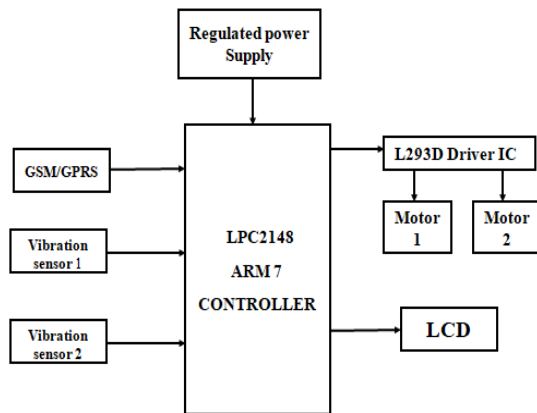 Regulated power
Supply
GSM/GPRS
Vibration
sensor 1
Vibration
sensor 2
LPC2148
ARM 7
CONTROLLER
L293D Driver IC
Motor
1
Motor
2
LCD